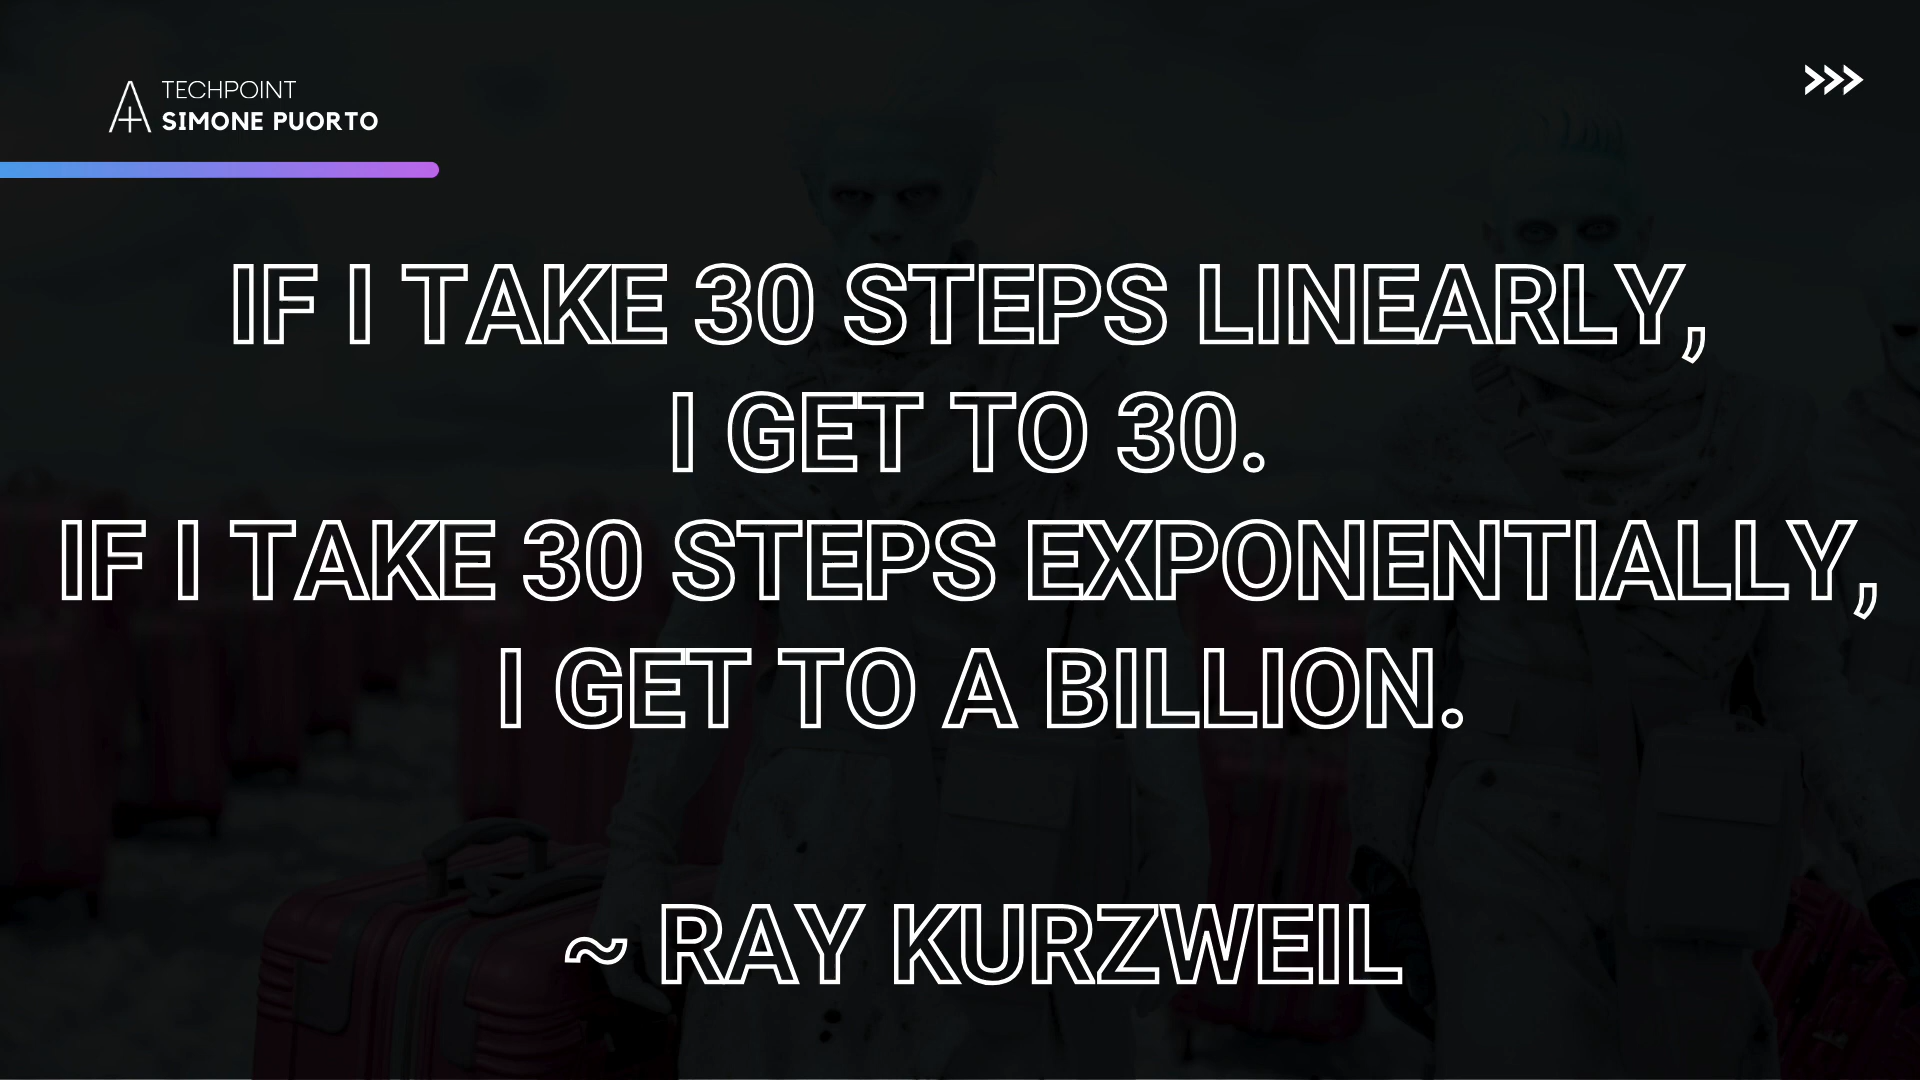 TECHPOINT
SIMONE PUORTO
IF I TAKE 30 STEPS LINEARLY,
I GET TO 30.
IF I TAKE 30 STEPS EXPONENTIALLY,
I GET TO A BILLION.
~ RAY KURZWEIL